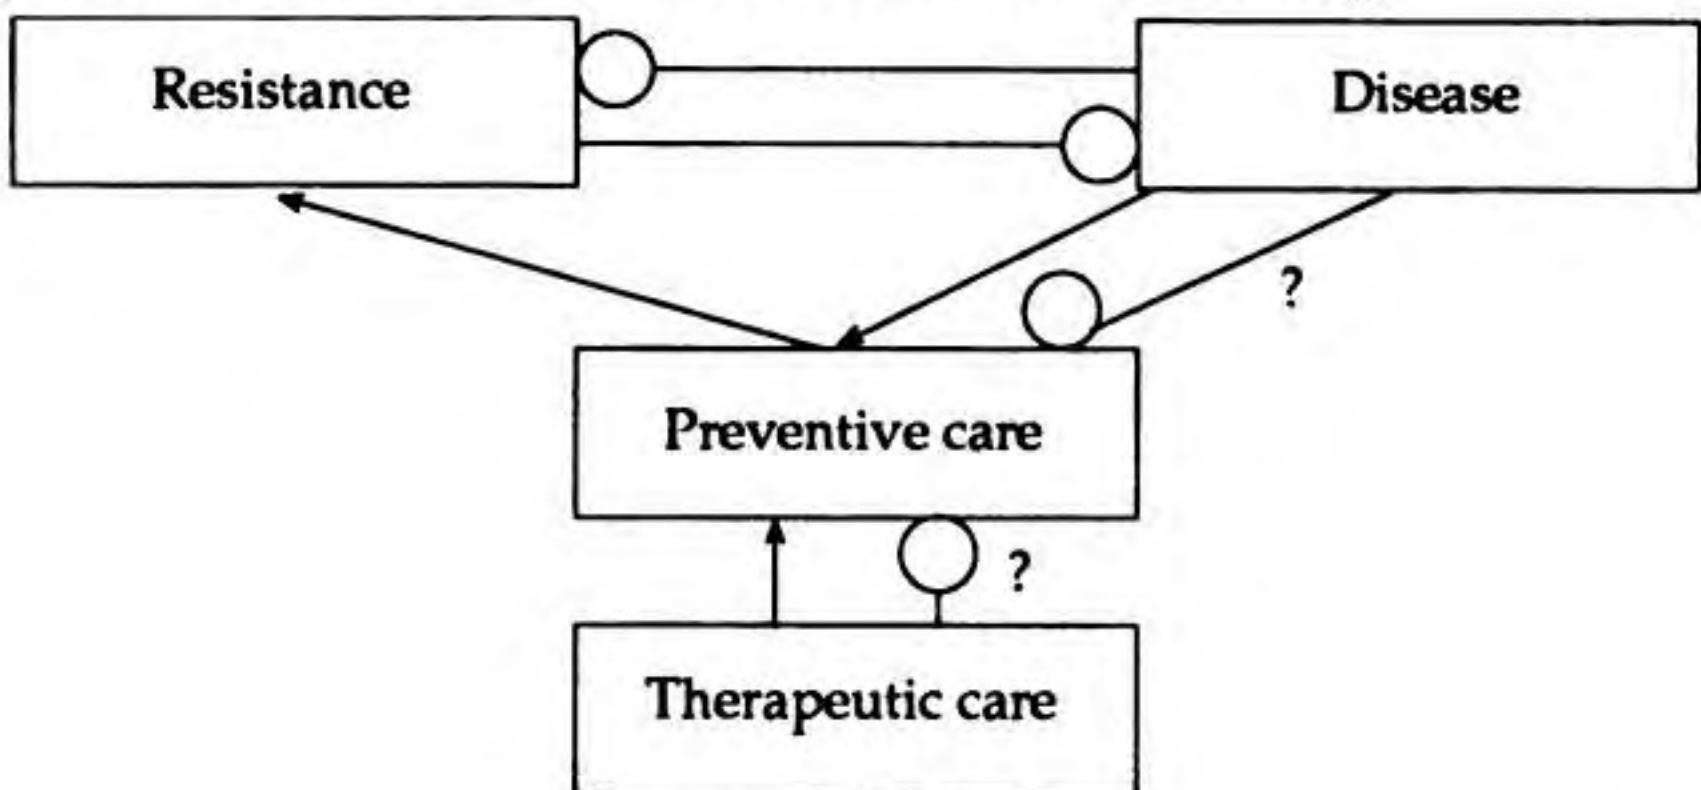 Resistance
Disease
?
Preventive care
?
Therapeutic care